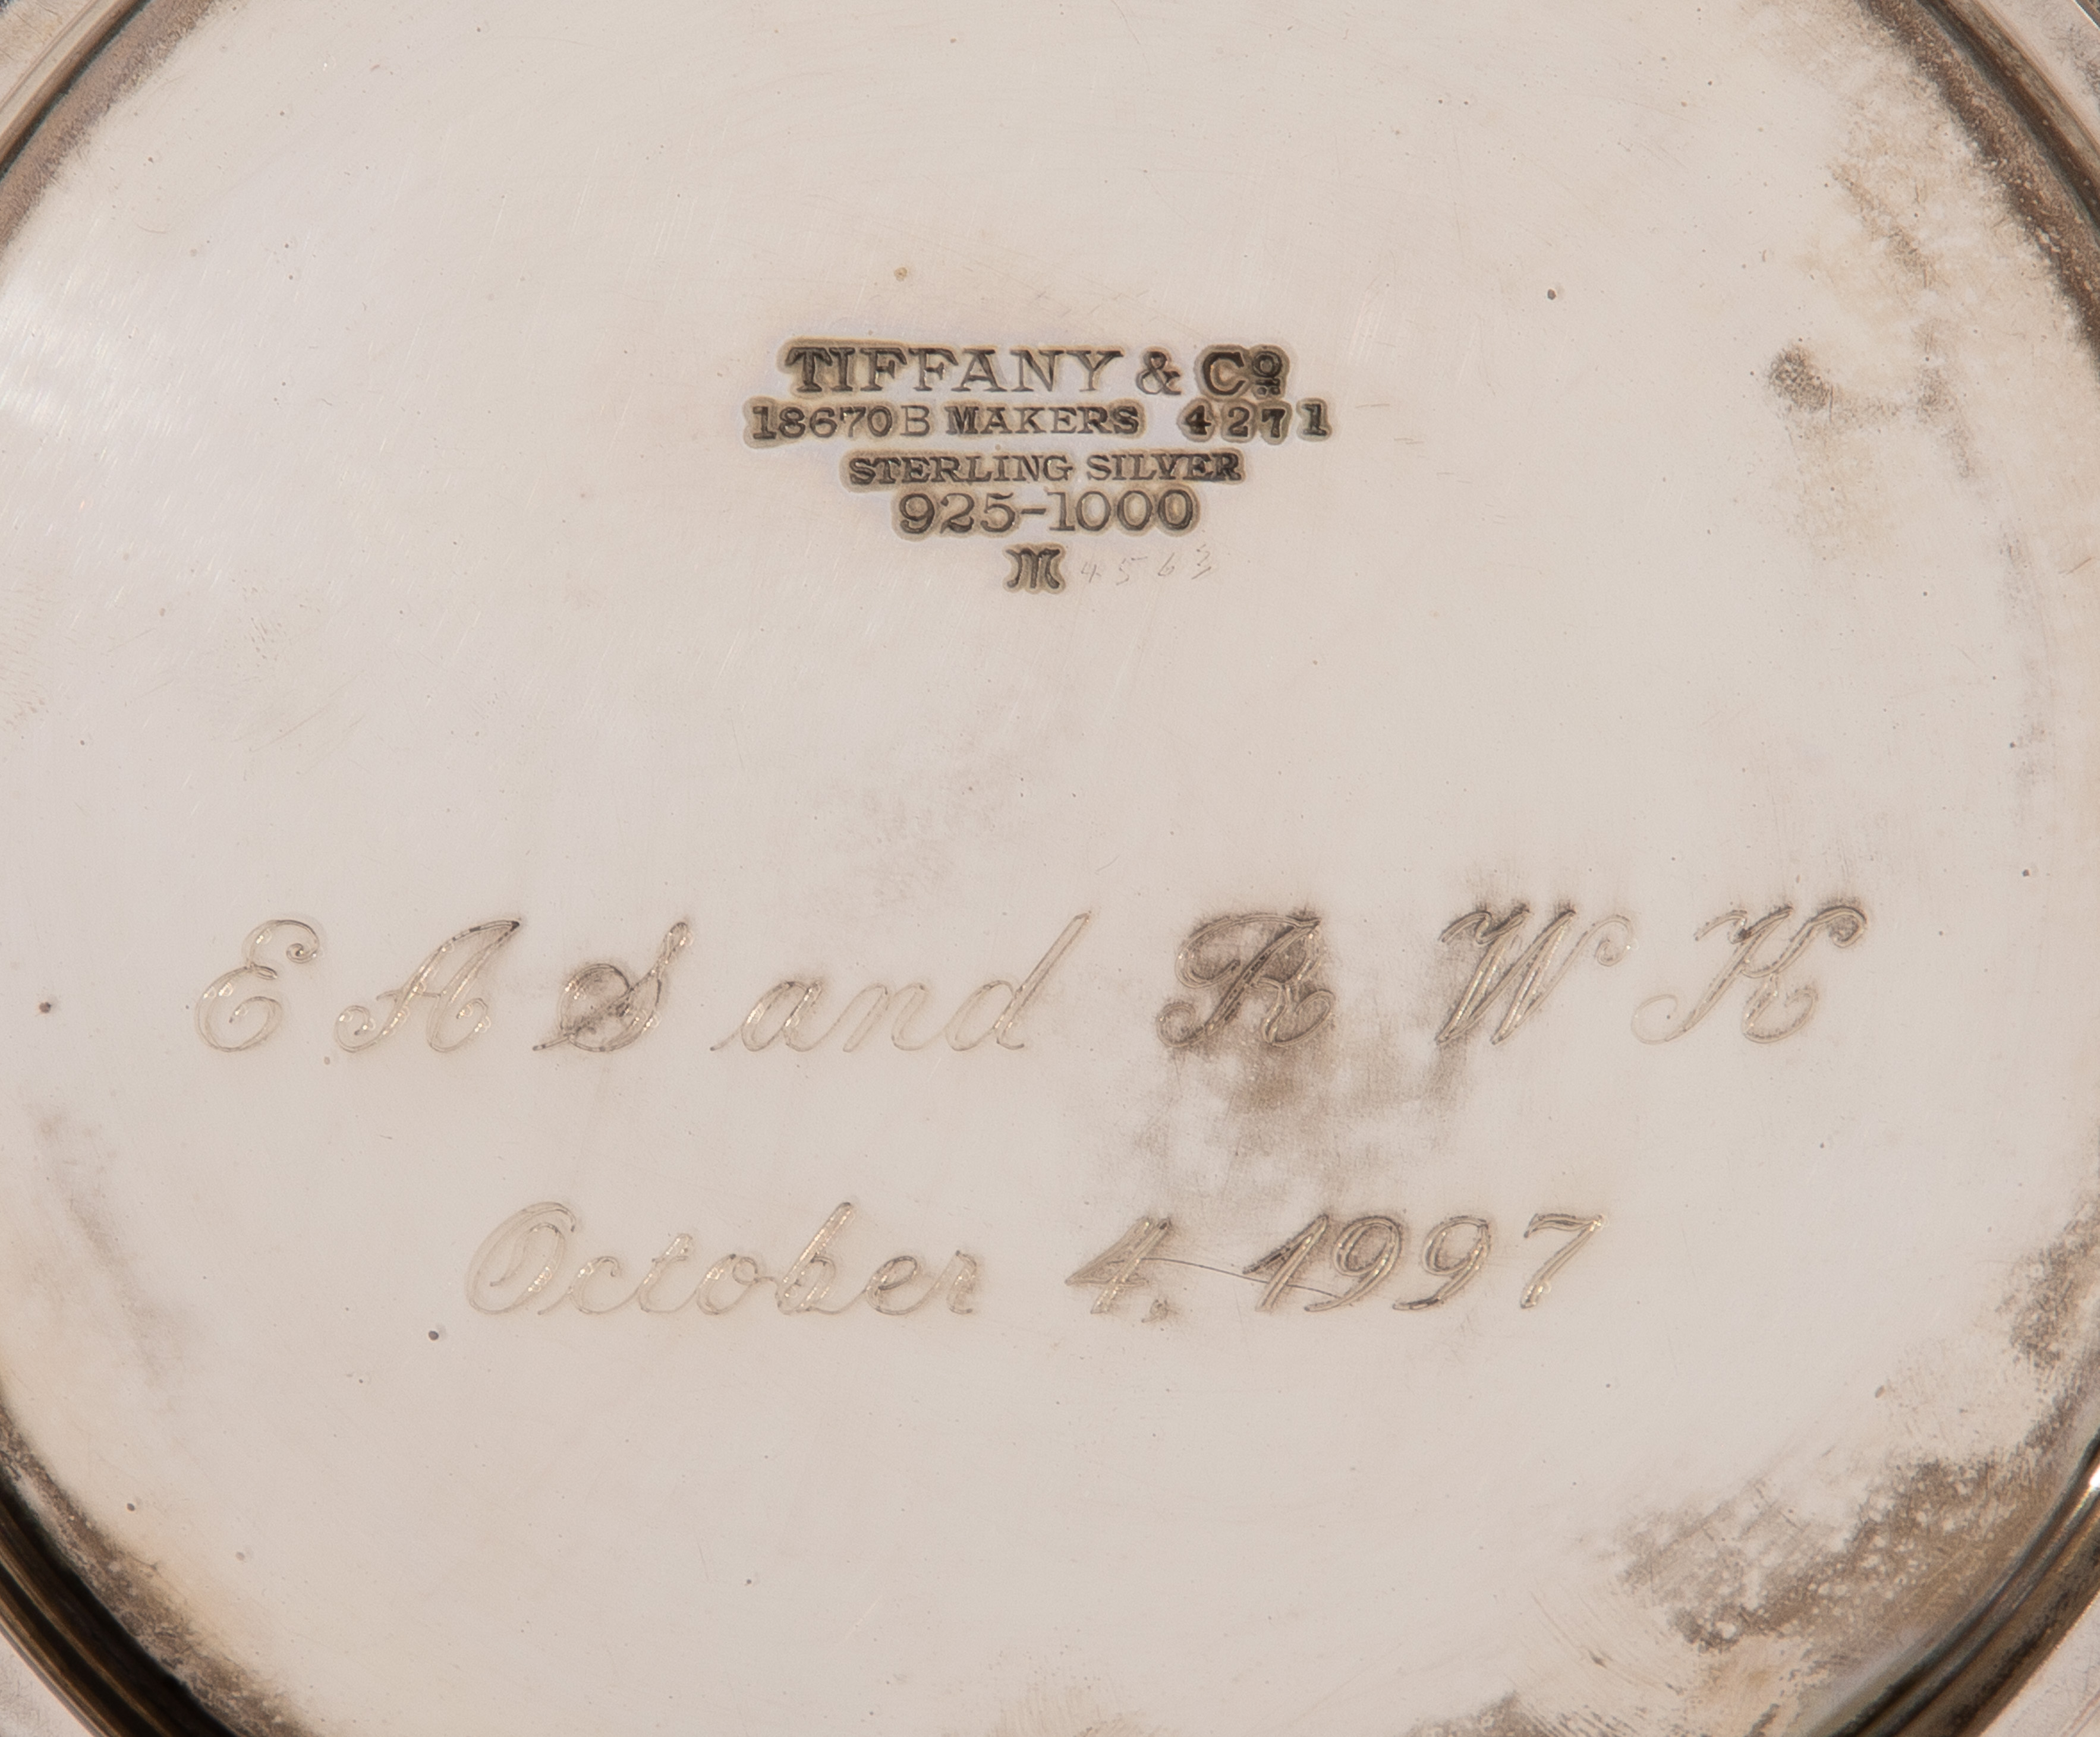 TIFFANY & Co
18670B MAKERS 4271
STERLING SILVER
925-1000
M 4563
E A S and R W K
October 4, 1997